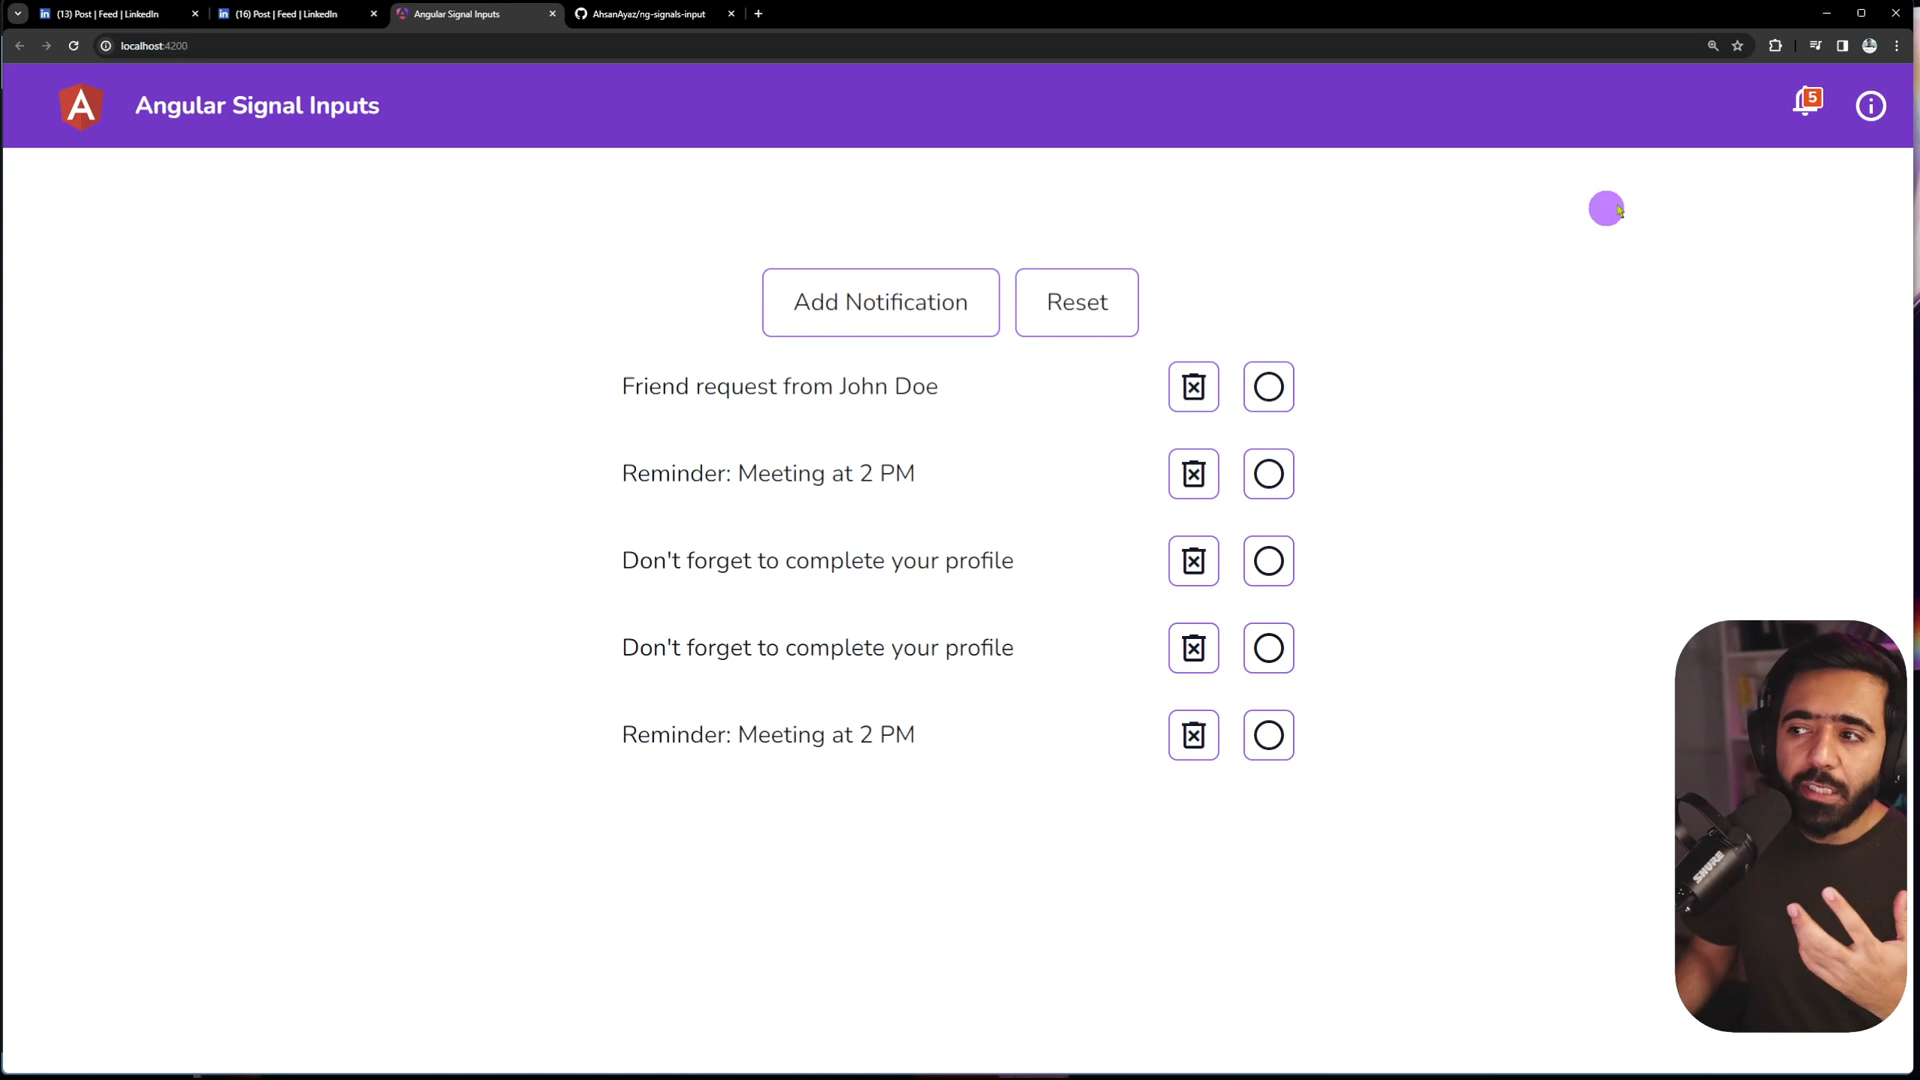 (13) Post | Feed | LinkedIn
(16) Post | Feed | LinkedIn
Angular Signal Inputs
AhsanAyaz/ng-signals-input
localhost:4200
A
Angular Signal Inputs
5
Add Notification
Reset
Friend request from John Doe
Reminder: Meeting at 2 PM
Don't forget to complete your profile
Don't forget to complete your profile
Reminder: Meeting at 2 PM
SHURE